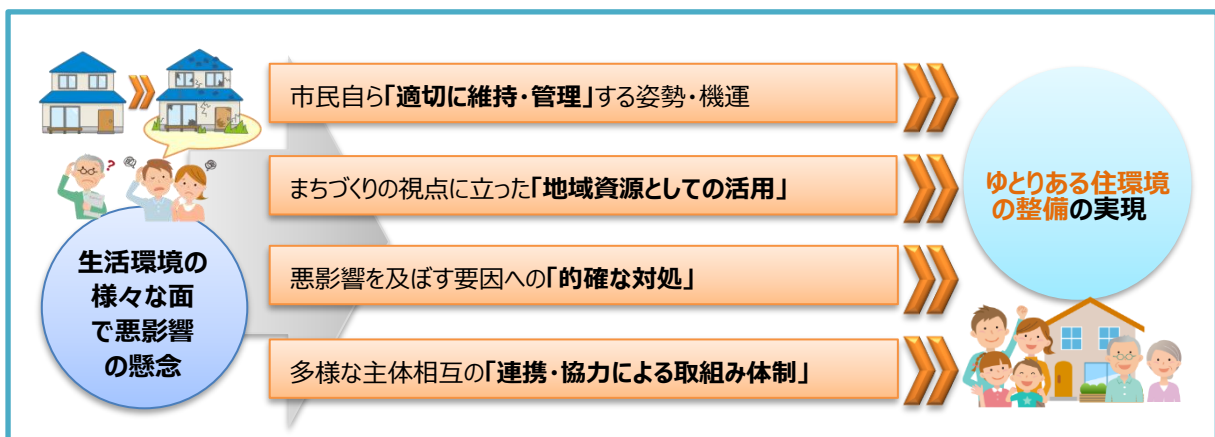 市民自ら「適切に維持・管理」する姿勢・機運
まちづくりの視点に立った「地域資源としての活用」
悪影響を及ぼす要因への「的確な対処」
多様な主体相互の「連携・協力による取組み体制」
?
生活環境の
様々な面
で悪影響
の懸念
ゆとりある住環境
の整備の実現